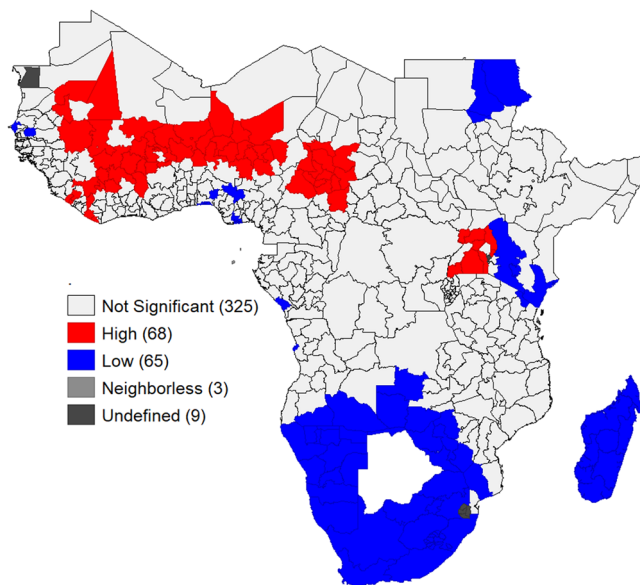 Not Significant (325)
High (68)
Low (65)
Neighborless (3)
Undefined (9)